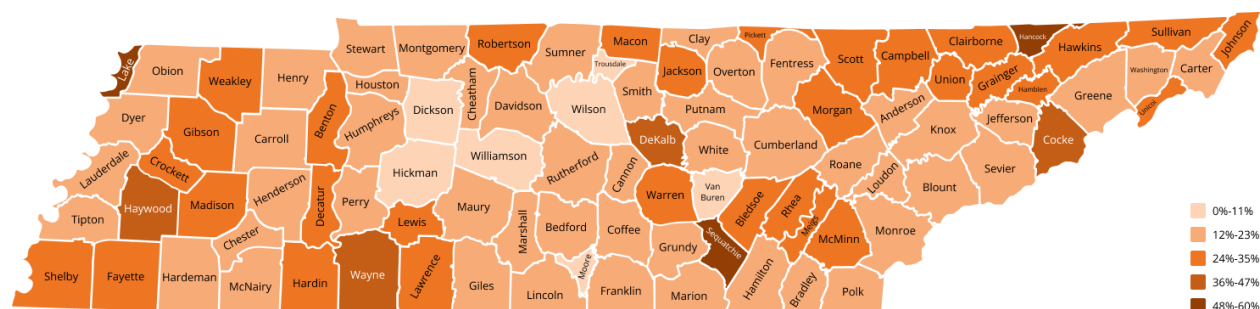 Stewart
Montgomery
Robertson
Sumner
Macon
Clay
Pickett
Scott
Campbell
Clairborne
Hancock
Hawkins
Sullivan
Johnson
Lake
Obion
Weakley
Henry
Houston
Cheatham
Trousdale
Jackson
Overton
Fentress
Union
Grainger
Hamblen
Washington
Carter
Dyer
Gibson
Carroll
Benton
Humphreys
Dickson
Davidson
Wilson
Smith
Putnam
Morgan
Anderson
Knox
Jefferson
Greene
UNION
Lauderdale
Crockett
Henderson
Hickman
Williamson
Rutherford
Cannon
DeKalb
White
Cumberland
Roane
Loudon
Blount
Sevier
Cocke
Tipton
Haywood
Madison
Chester
Decatur
Perry
Lewis
Maury
Marshall
Bedford
Coffee
Warren
Van
Buren
Bledsoe
Rhea
Meigs
McMinn
Monroe
Shelby
Fayette
Hardeman
McNairy
Hardin
Wayne
Lawrence
Giles
Lincoln
Moore
Franklin
Grundy
Marion
Sequatchie
Hamilton
Bradley
Polk
0%-11%
12%-23%
24%-35%
36%-47%
48%-60%